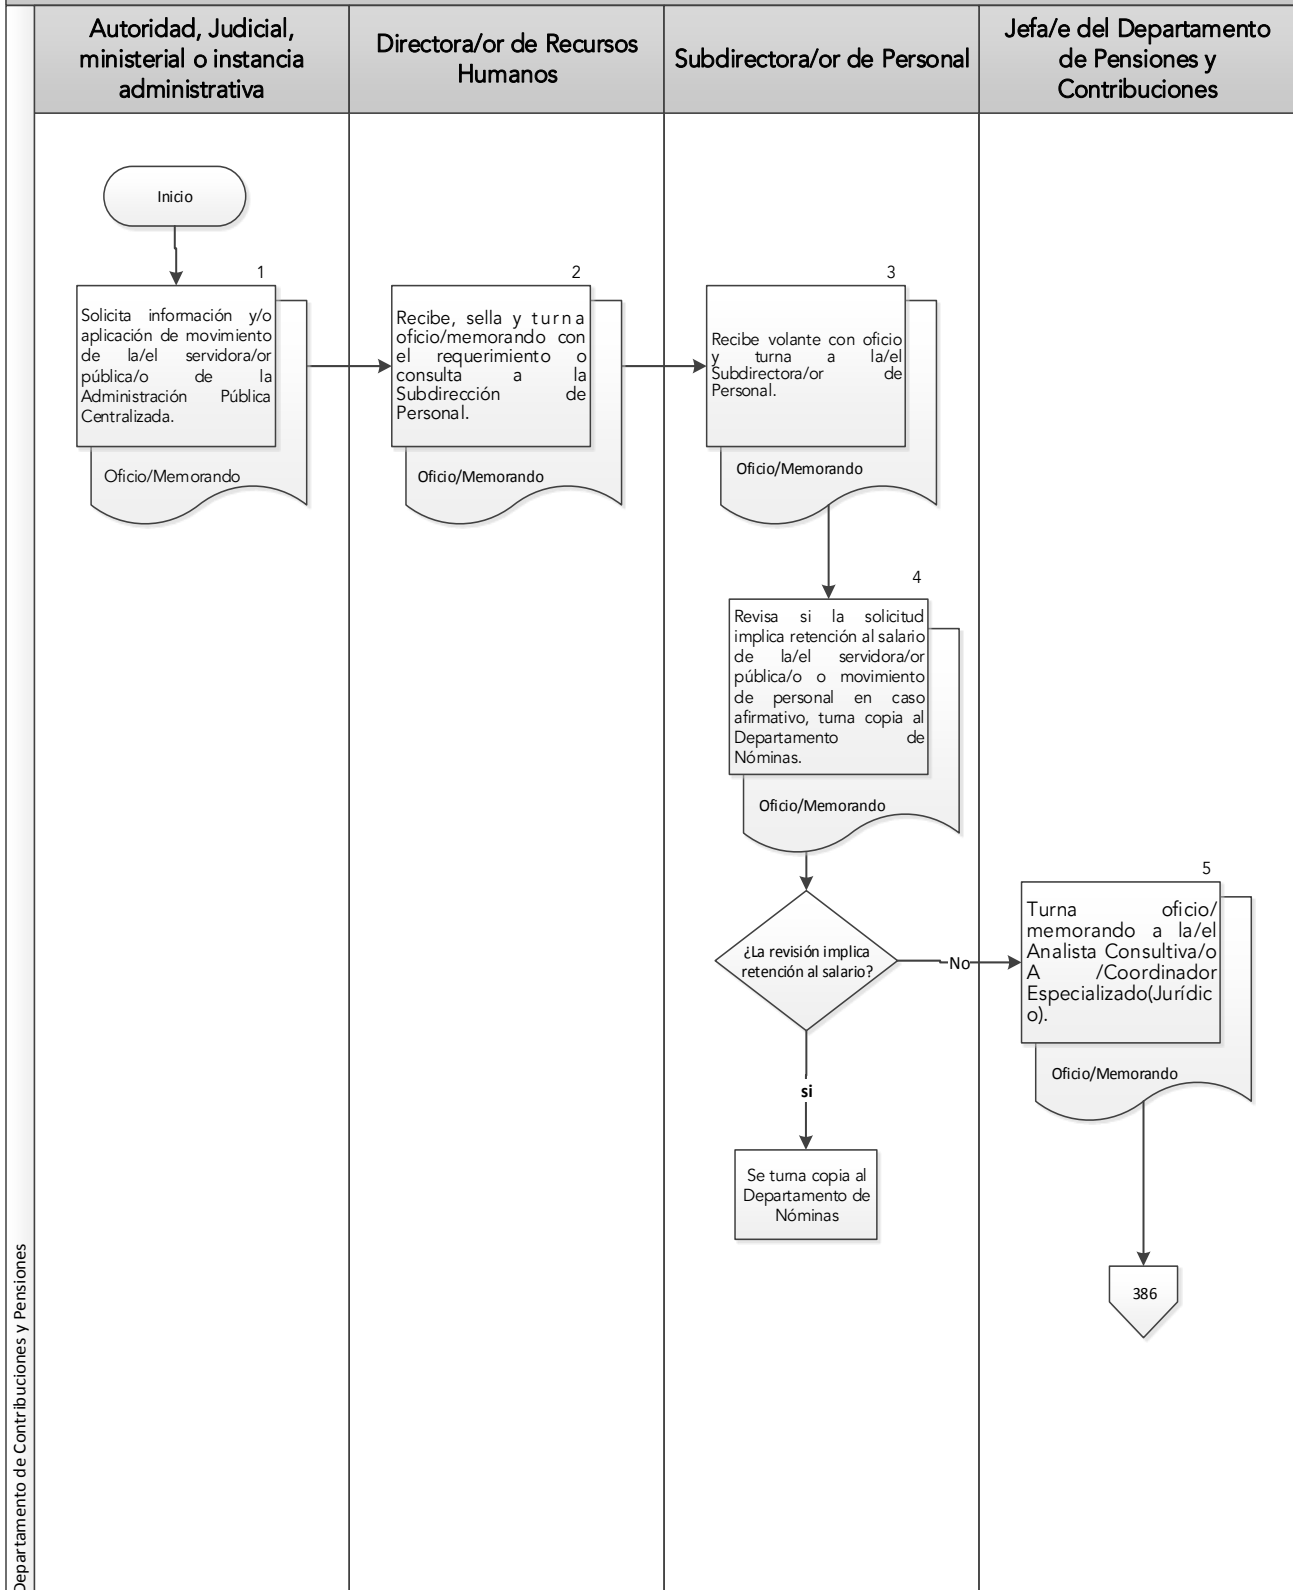 Autoridad, Judicial,
ministerial o instancia
administrativa
Directora/or de Recursos
Humanos
Subdirectora/or de Personal
Jefa/e del Departamento
de Pensiones y
Contribuciones
Inicio
1
Solicita información y/o
aplicación de movimiento
de la/el servidora/or
pública/o de la
Administración Pública
Centralizada.
Oficio/Memorando
2
Recibe, sella y turna
oficio/memorando con
el requerimiento o
consulta a la
Subdirección de
Personal.
Oficio/Memorando
3
Recibe volante con oficio
y turna a la/el
Subdirectora/or de
Personal.
Oficio/Memorando
4
Revisa si la solicitud
implica retención al salario
de la/el servidora/or
pública/o o movimiento
de personal en caso
afirmativo, turna copia al
Departamento de
Nóminas.
Oficio/Memorando
¿La revisión implica
retención al salario?
No
si
Se turna copia al
Departamento de
Nóminas
5
Turna oficio/
memorando a la/el
Analista Consultiva/o
A /Coordinador
Especializado(Jurídic
o).
Oficio/Memorando
386
Departamento de Contribuciones y Pensiones